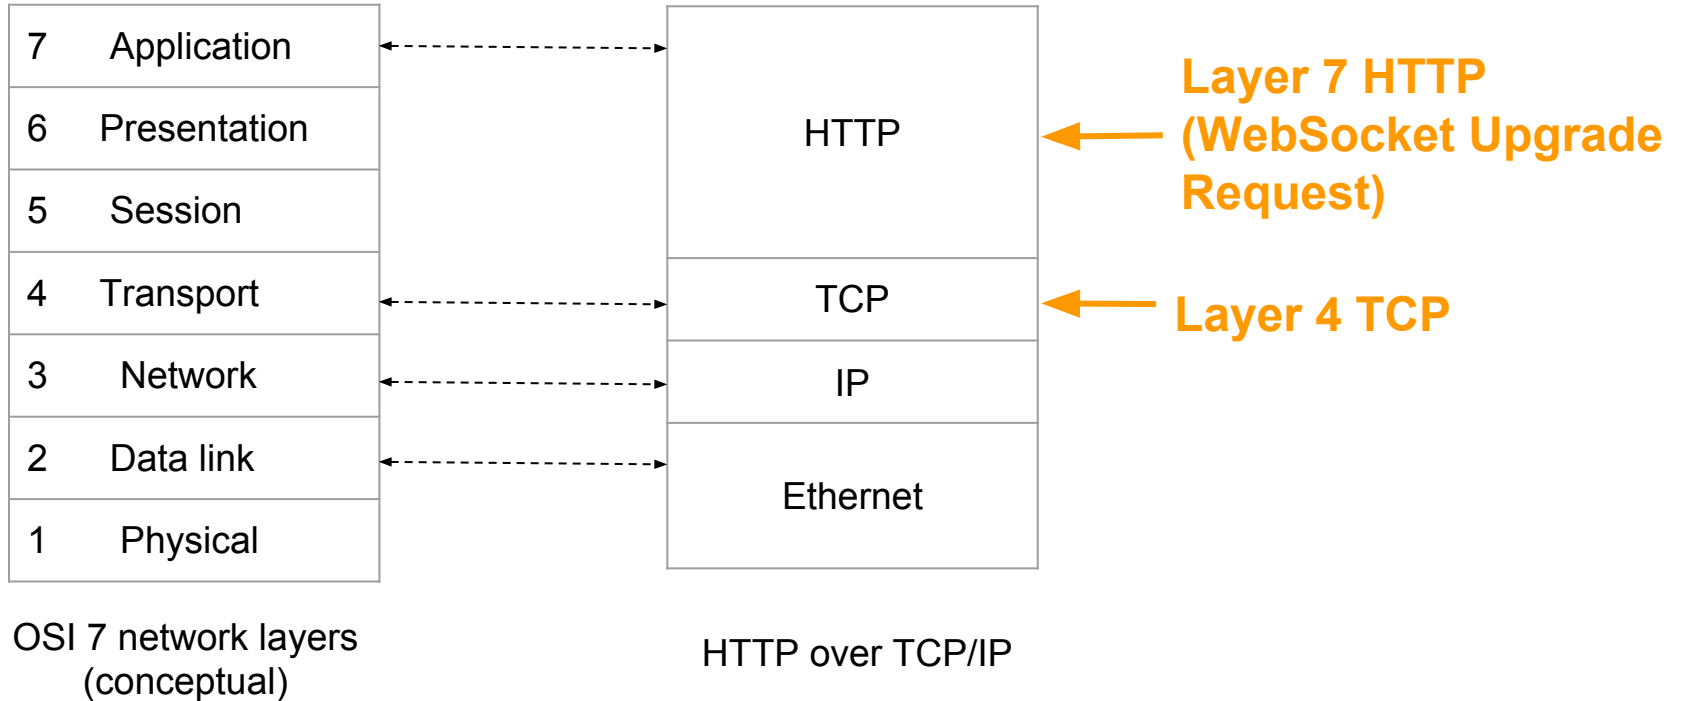 7 Application
6 Presentation
5 Session
4 Transport
3 Network
2 Data link
1 Physical
OSI 7 network layers
(conceptual)
HTTP
TCP
IP
Ethernet
HTTP over TCP/IP
Layer 7 HTTP
(WebSocket Upgrade
Request)
Layer 4 TCP